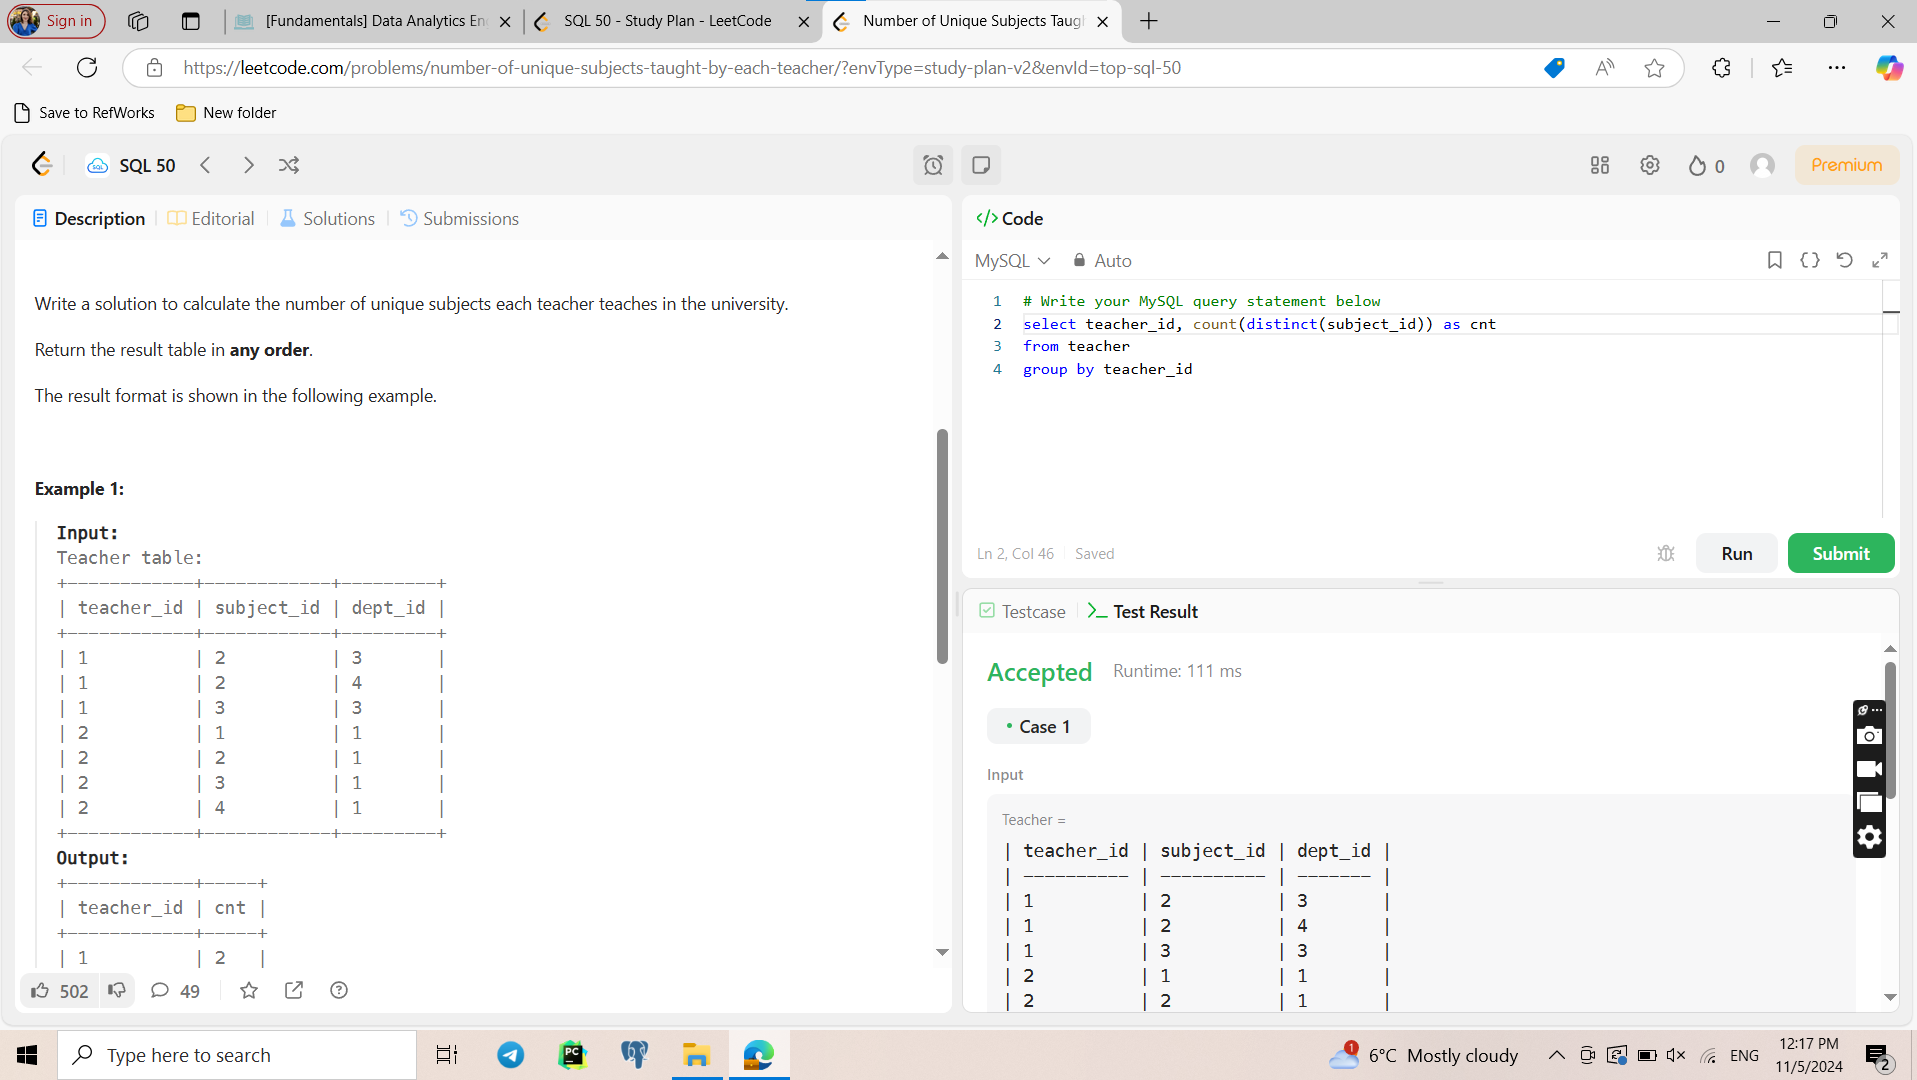 Sign in
[Fundamentals] Data Analytics En
SQL 50 - Study Plan - LeetCode
Number of Unique Subjects Taugh
https://leetcode.com/problems/number-of-unique-subjects-taught-by-each-teacher/?envType=study-plan-v2&envId=top-sql-50
Save to RefWorks
New folder
SQL 50
0
Premium
Description
Editorial
Solutions
Submissions
Write a solution to calculate the number of unique subjects each teacher teaches in the university.
Return the result table in any order.
The result format is shown in the following example.
Example 1:
Input:
Teacher table:
+------------+------------+---------+
| teacher_id | subject_id | dept_id |
+------------+------------+---------+
| 1          | 2          | 3       |
| 1          | 2          | 4       |
| 1          | 3          | 3       |
| 2          | 1          | 1       |
| 2          | 2          | 1       |
| 2          | 3          | 1       |
| 2          | 4          | 1       |
+------------+------------+---------+
Output:
+------------+-----+
| teacher_id | cnt |
+------------+-----+
| 1          | 2   |
502
49
</> Code
MySQL
Auto
1 # Write your MySQL query statement below
2 select teacher_id, count(distinct(subject_id)) as cnt
3 from teacher
4 group by teacher_id
Ln 2, Col 46
Saved
Run
Submit
Testcase
>_ Test Result
Accepted
Runtime: 111 ms
• Case 1
Input
Teacher =
| teacher_id | subject_id | dept_id |
| ---------- | ---------- | ------- |
| 1          | 2          | 3       |
| 1          | 2          | 4       |
| 1          | 3          | 3       |
| 2          | 1          | 1       |
| 2          | 2          | 1       |
Type here to search
PC
1
6°C Mostly cloudy
ENG
12:17 PM
11/5/2024
2